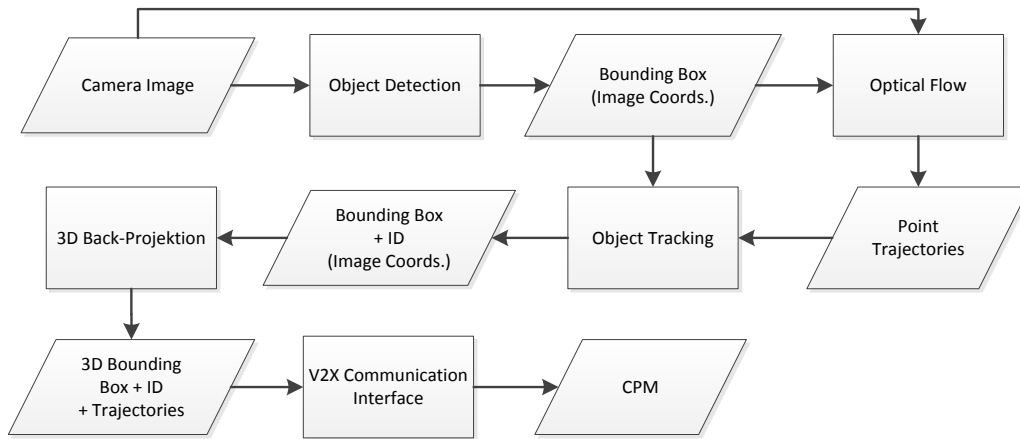 Camera Image
Object Detection
Bounding Box
(Image Coords.)
Optical Flow
3D Back-Projektion
Bounding Box
+ ID
(Image Coords.)
Object Tracking
Point
Trajectories
3D Bounding
Box + ID
+ Trajectories
V2X Communication
Interface
CPM